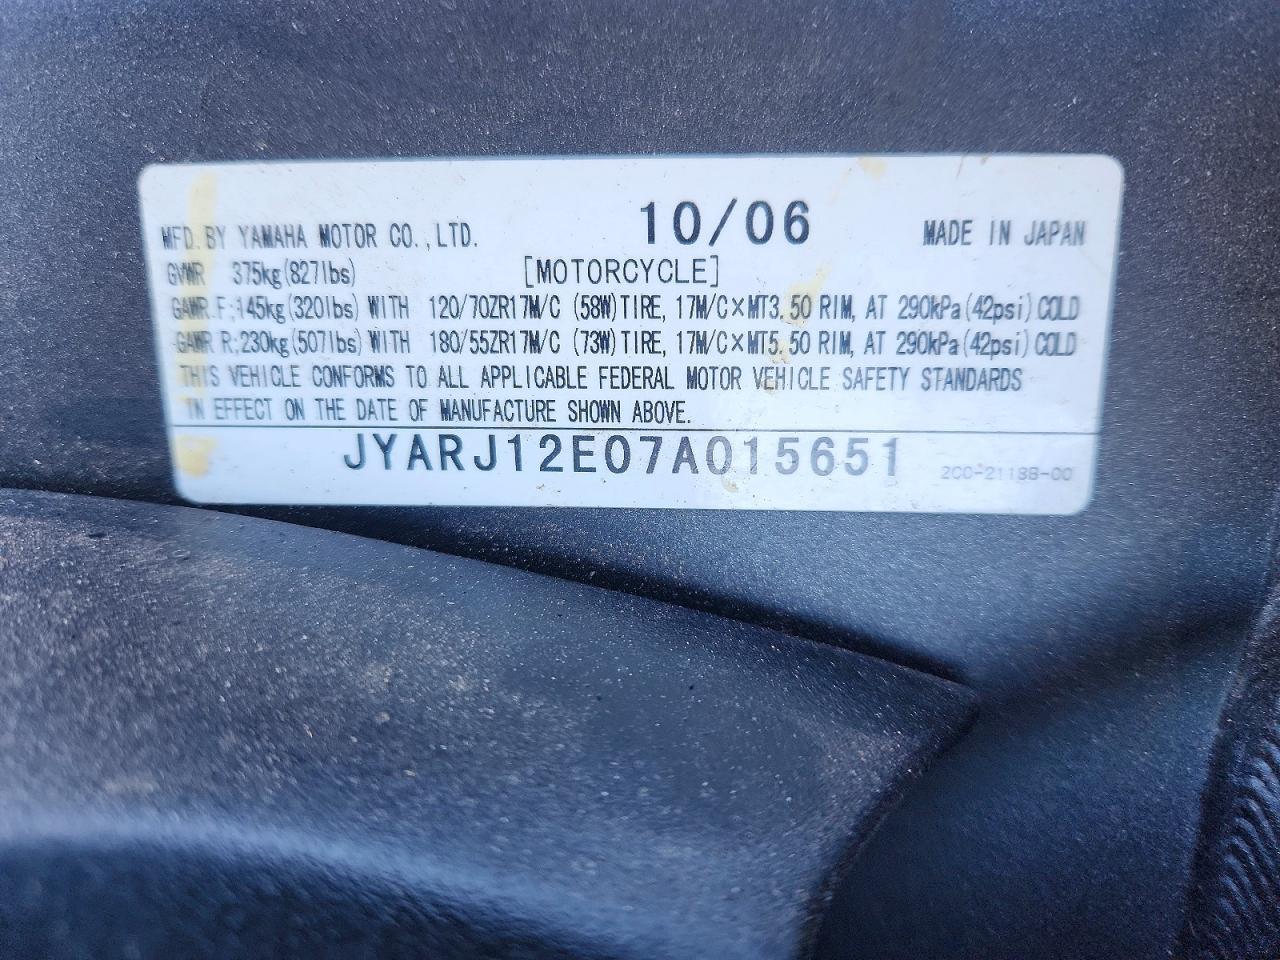 MFD. BY YAMAHA MOTOR CO.,LTD. 10/06 MADE IN JAPAN
GVWR 375kg(827lbs) [MOTORCYCLE]
GAWR F;145kg(320lbs) WITH 120/70ZR17M/C (58W)TIRE, 17M/C×MT3.50 RIM, AT 290kPa(42psi)COLD
GAWR R;230kg(507lbs) WITH 180/55ZR17M/C (73W)TIRE, 17M/C×MT5.50 RIM, AT 290kPa(42psi)COLD
THIS VEHICLE CONFORMS TO ALL APPLICABLE FEDERAL MOTOR VEHICLE SAFETY STANDARDS
IN EFFECT ON THE DATE OF MANUFACTURE SHOWN ABOVE.
JYARJ12E07A015651 2C0-2118B-00